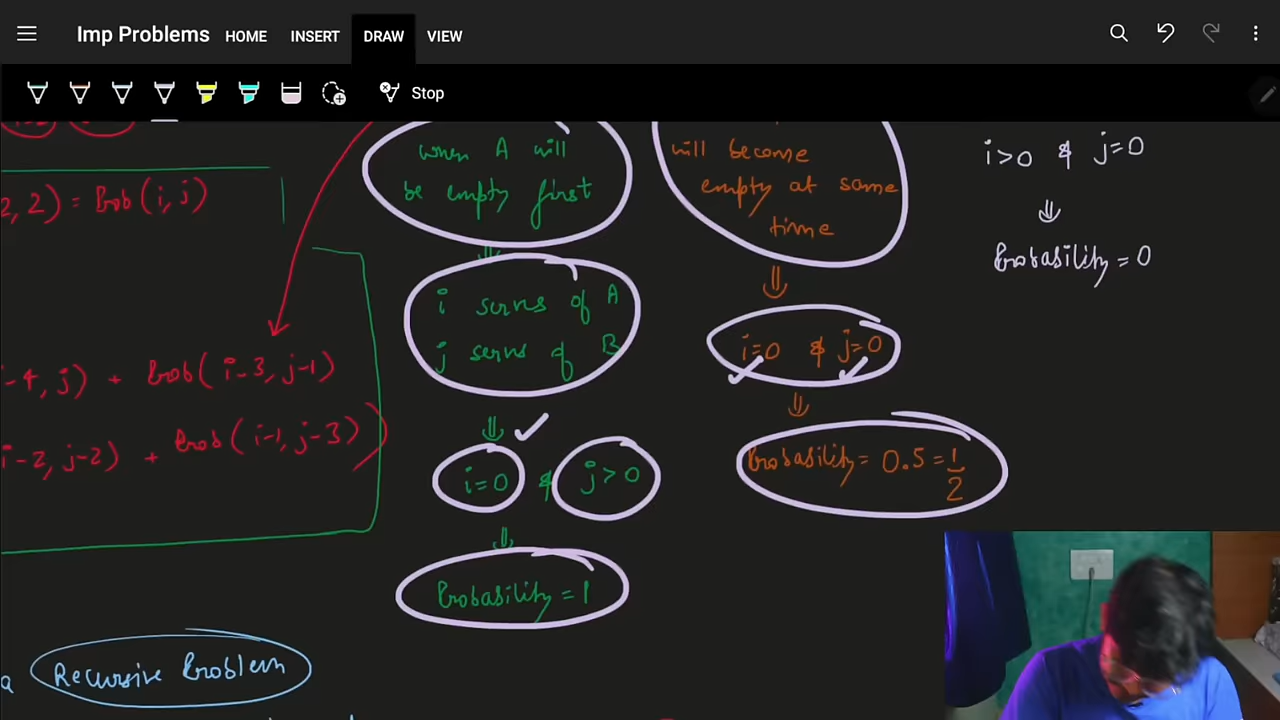 Imp Problems HOME INSERT DRAW VIEW
Stop
2, 2) = Prob (i, j)
-4, j) + Prob( i-3, j-1)
i-2, j-2) + Prob( i-1, j-3))
a Recursive Problem
when A will
be empty first
i serves of A
j serves of B
i=0 & j>0
Probability = 1
will become
empty at same
time
i=0 & j=0
Probability = 0.5 = 1/2
i>0 & j=0
Probability = 0